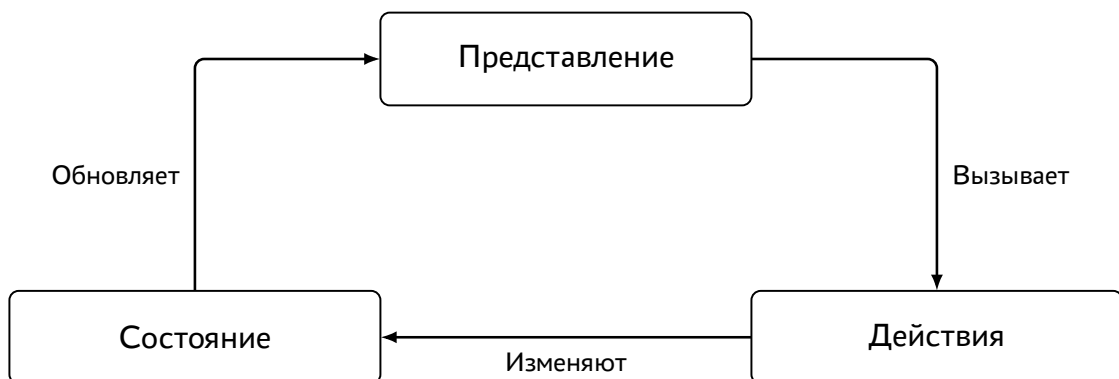 Представление
Обновляет
Вызывает
Состояние
Изменяют
Действия